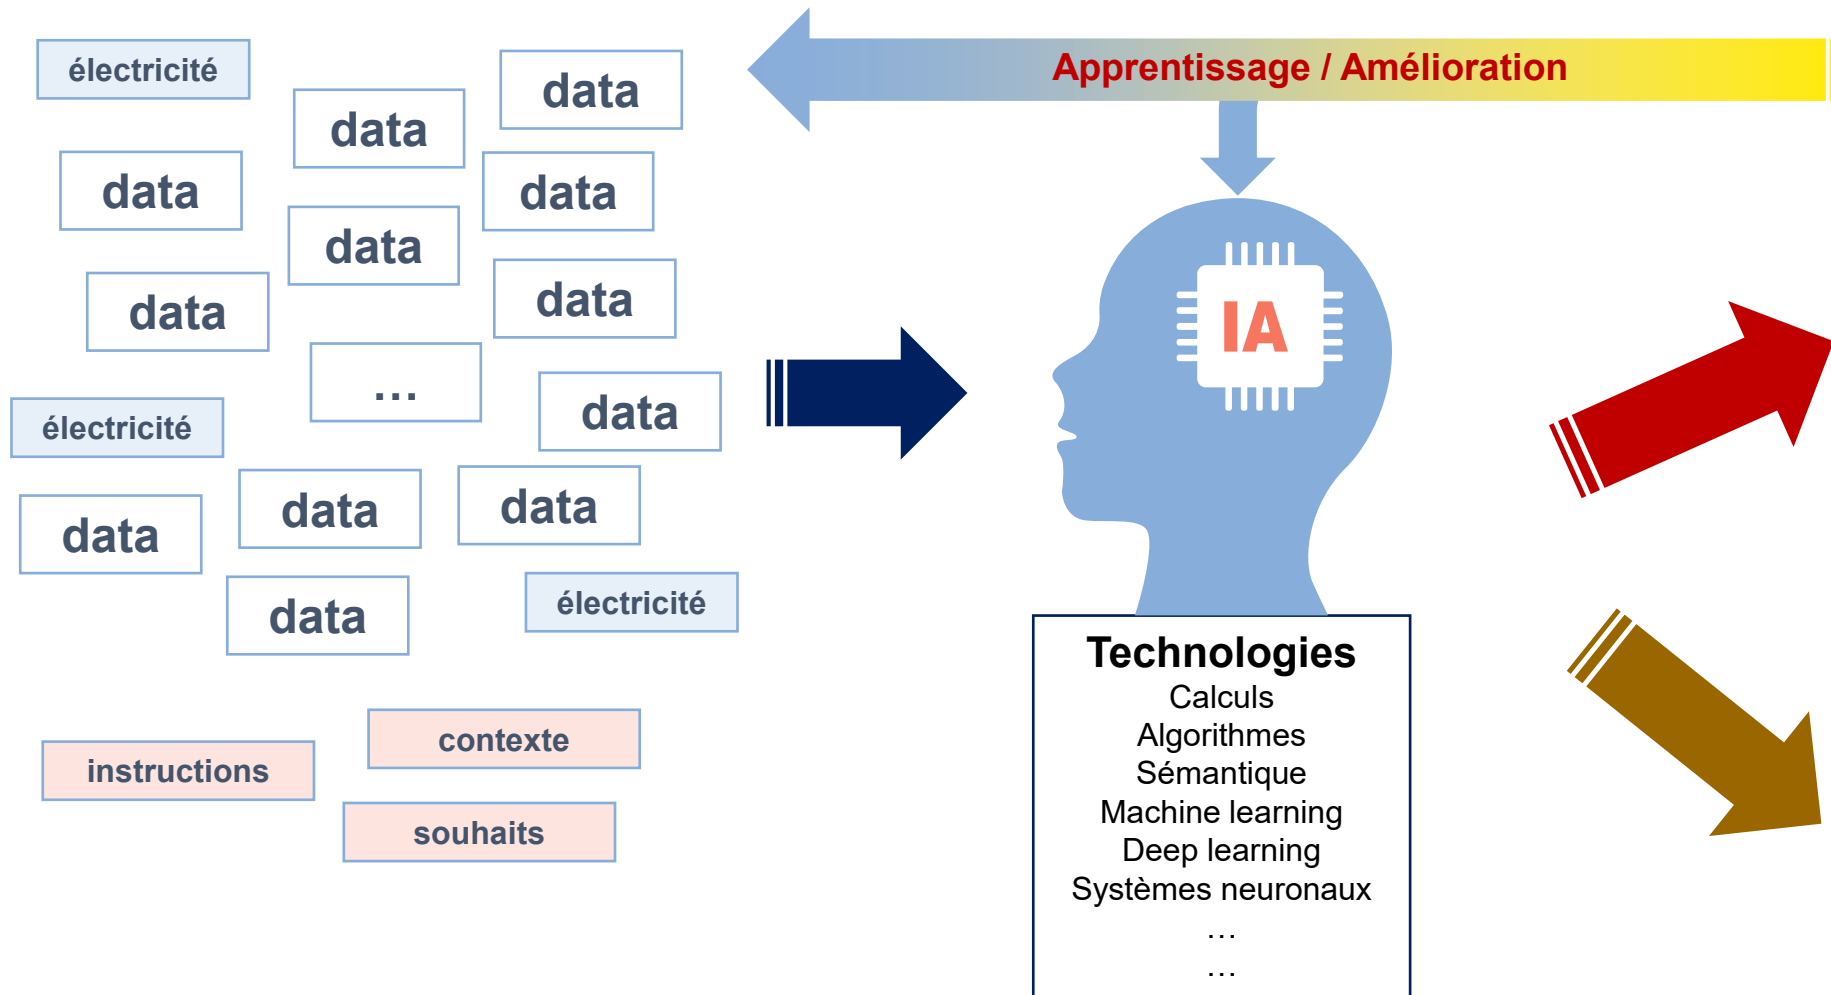 électricité
data
data
data
data
data
data
data
…
data
électricité
data
data
data
data
électricité
contexte
instructions
souhaits
Apprentissage / Amélioration
IA
Technologies
Calculs
Algorithmes
Sémantique
Machine learning
Deep learning
Systèmes neuronaux
…
…